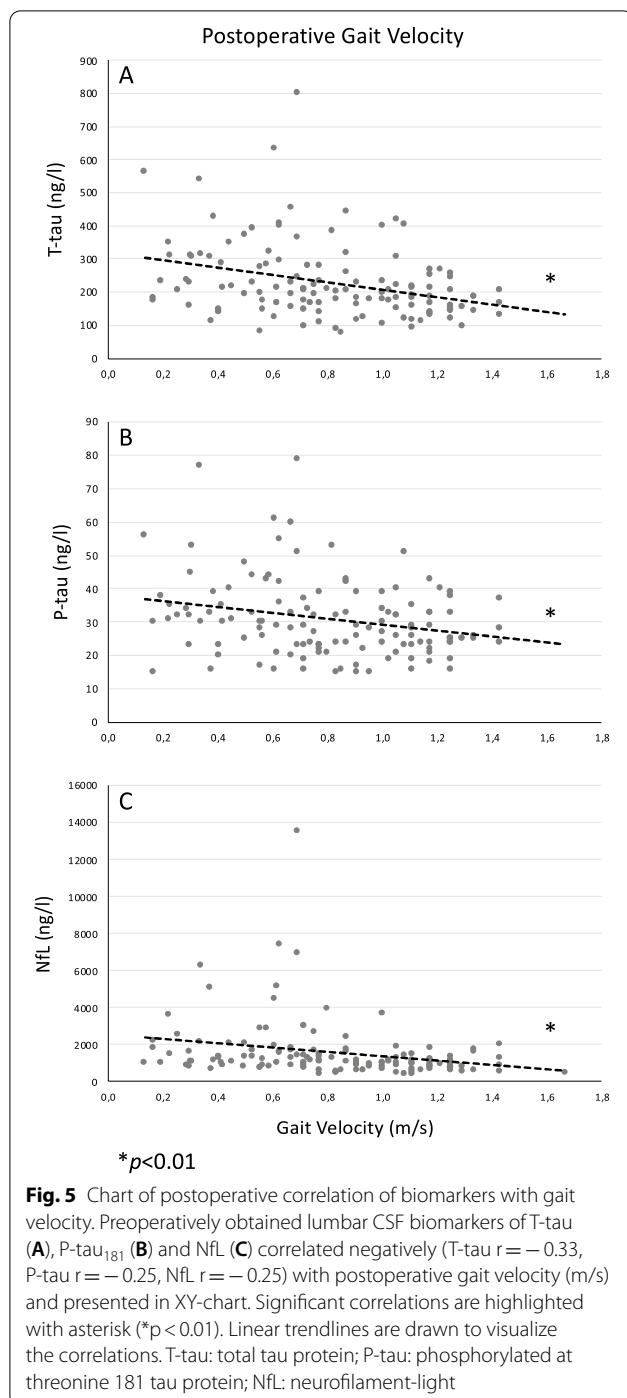 Postoperative Gait Velocity
A
900
800
700
600
500
400
300
200
100
0
T-tau (ng/l)
*
0,0 0,2 0,4 0,6 0,8 1,0 1,2 1,4 1,6 1,8
B
90
80
70
60
50
40
30
20
10
0
P-tau (ng/l)
*
0,0 0,2 0,4 0,6 0,8 1,0 1,2 1,4 1,6 1,8
C
16000
14000
12000
10000
8000
6000
4000
2000
0
NfL (ng/l)
*
0,0 0,2 0,4 0,6 0,8 1,0 1,2 1,4 1,6 1,8
Gait Velocity (m/s)
*p<0.01
Fig. 5 Chart of postoperative correlation of biomarkers with gait
velocity. Preoperatively obtained lumbar CSF biomarkers of T-tau
(A), P-tau₁₈₁ (B) and NfL (C) correlated negatively (T-tau r = − 0.33,
P-tau r = − 0.25, NfL r = − 0.25) with postoperative gait velocity (m/s)
and presented in XY-chart. Significant correlations are highlighted
with asterisk (*p < 0.01). Linear trendlines are drawn to visualize
the correlations. T-tau: total tau protein; P-tau: phosphorylated at
threonine 181 tau protein; NfL: neurofilament-light